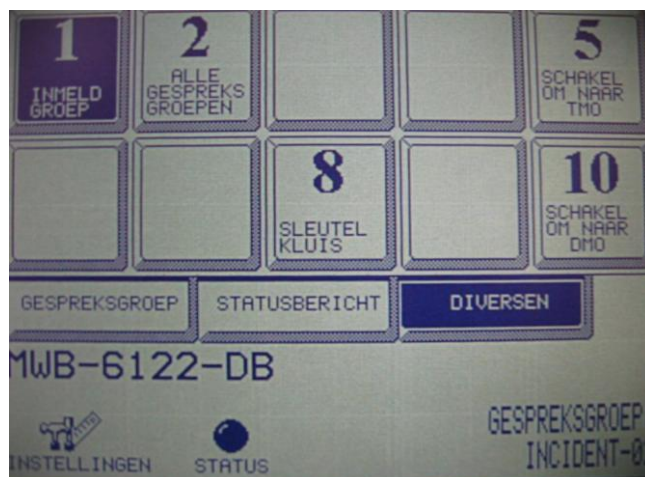 1
INMELD
GROEP
2
ALLE
GESPREKS
GROEPEN
5
SCHAKEL
OM NAAR
TMO
8
SLEUTEL
KLUIS
10
SCHAKEL
OM NAAR
DMO
GESPREKSGROEP STATUSBERICHT DIVERSEN
MWB-6122-DB
INSTELLINGEN STATUS
GESPREKSGROEP
INCIDENT-0